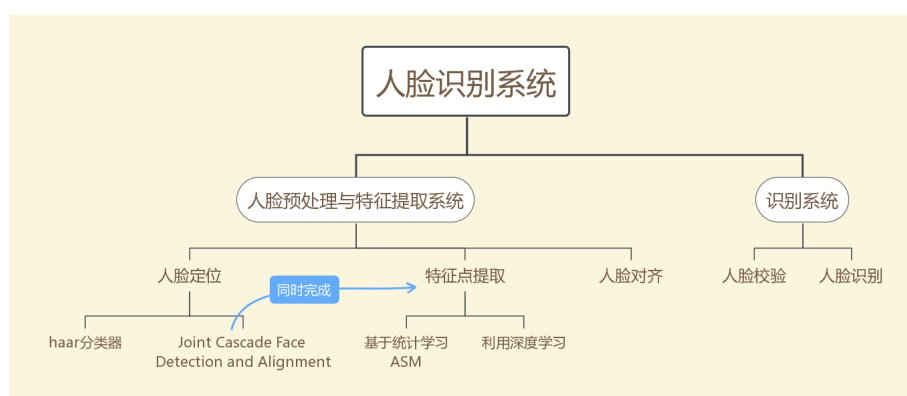 人脸识别系统
人脸预处理与特征提取系统
识别系统
人脸定位
同时完成
特征点提取
人脸对齐
人脸校验
人脸识别
haar分类器
Joint Cascade Face
Detection and Alignment
基于统计学习
ASM
利用深度学习